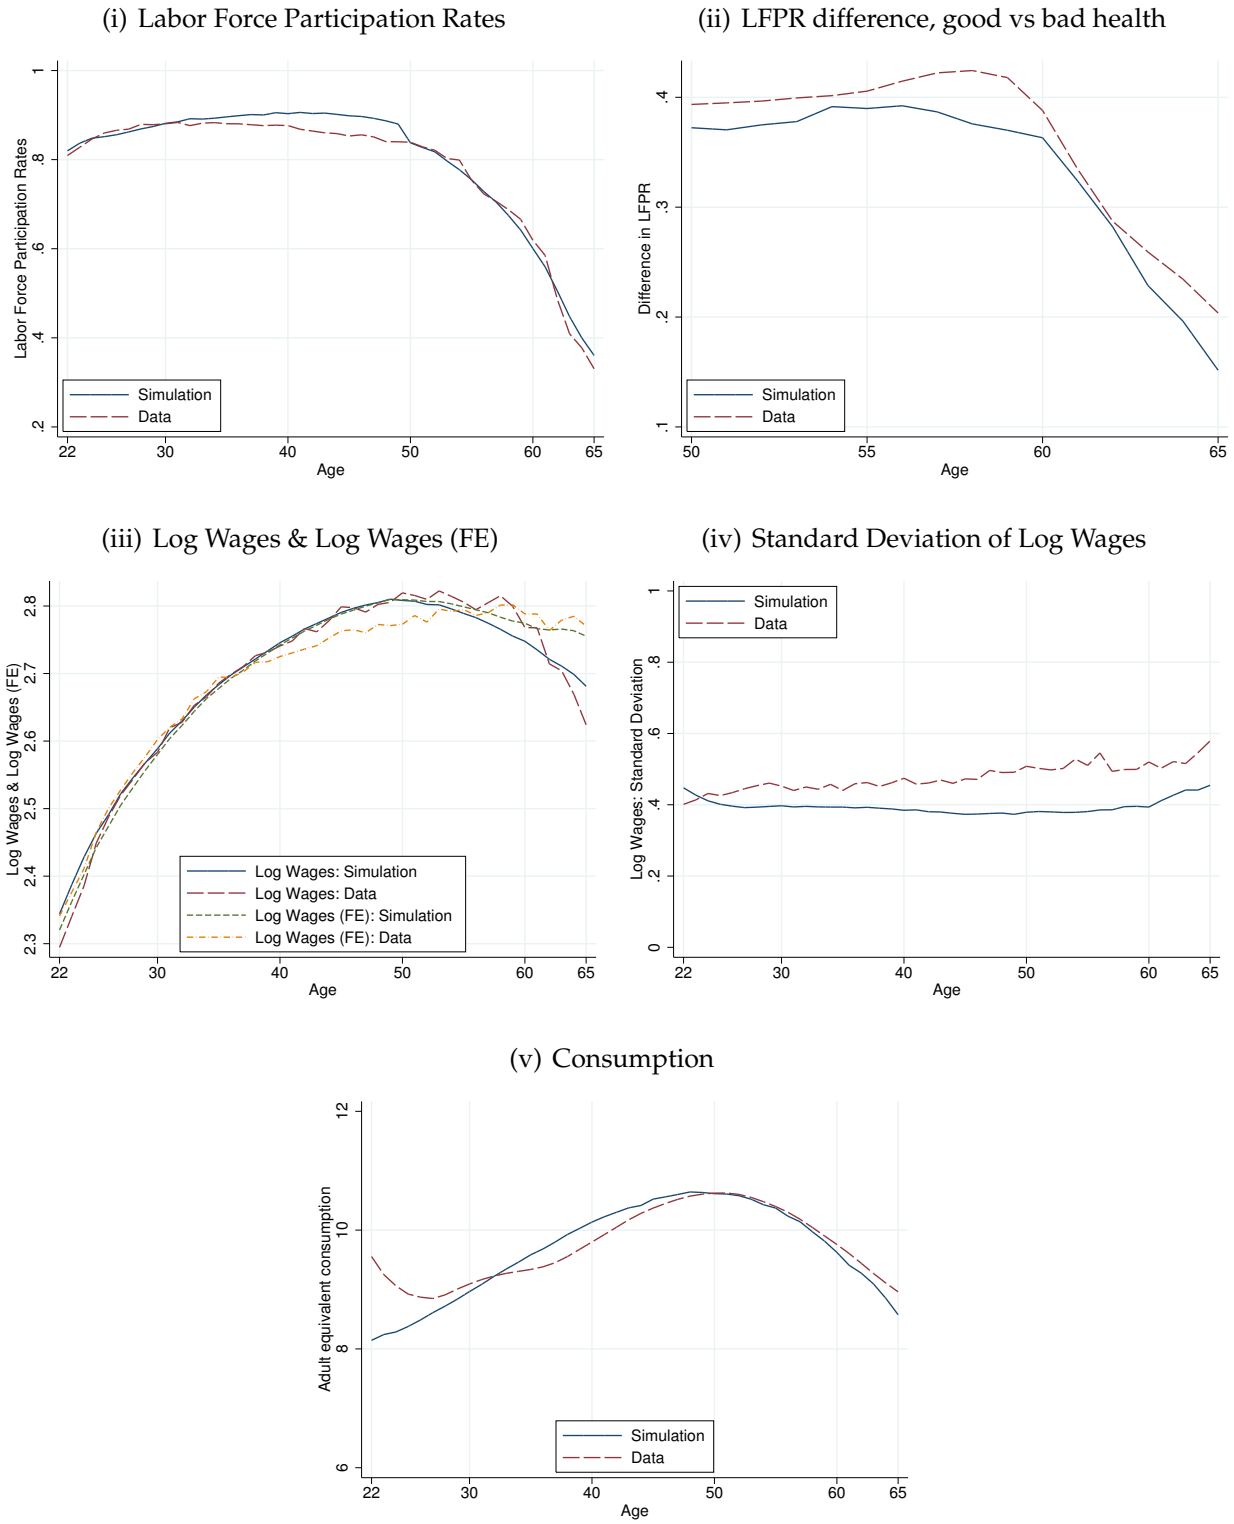 (i) Labor Force Participation Rates
Labor Force Participation Rates
1
.8
.6
.4
.2
Simulation
Data
22 30 40 50 60 65
Age
(ii) LFPR difference, good vs bad health
Difference in LFPR
.4
.3
.2
.1
Simulation
Data
50 55 60 65
Age
(iii) Log Wages & Log Wages (FE)
Log Wages & Log Wages (FE)
2.8
2.7
2.6
2.5
2.4
2.3
Log Wages: Simulation
Log Wages: Data
Log Wages (FE): Simulation
Log Wages (FE): Data
22 30 40 50 60 65
Age
(iv) Standard Deviation of Log Wages
Log Wages: Standard Deviation
1
.8
.6
.4
.2
0
Simulation
Data
22 30 40 50 60 65
Age
(v) Consumption
Adult equivalent consumption
12
10
8
6
Simulation
Data
22 30 40 50 60 65
Age